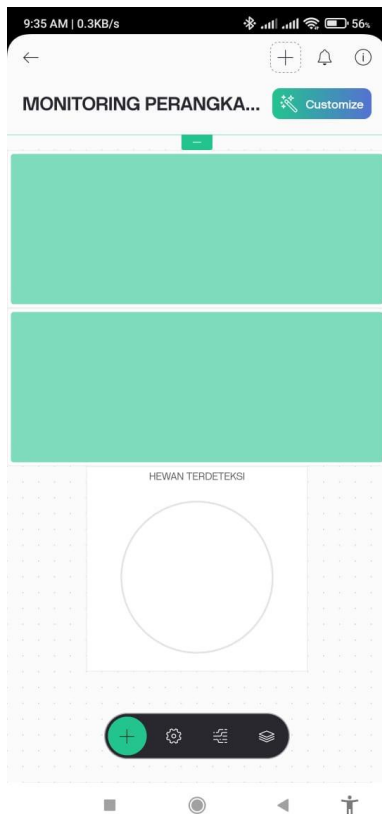 9:35 AM | 0.3KB/s
56%
MONITORING PERANGKA...
Customize
HEWAN TERDETEKSI